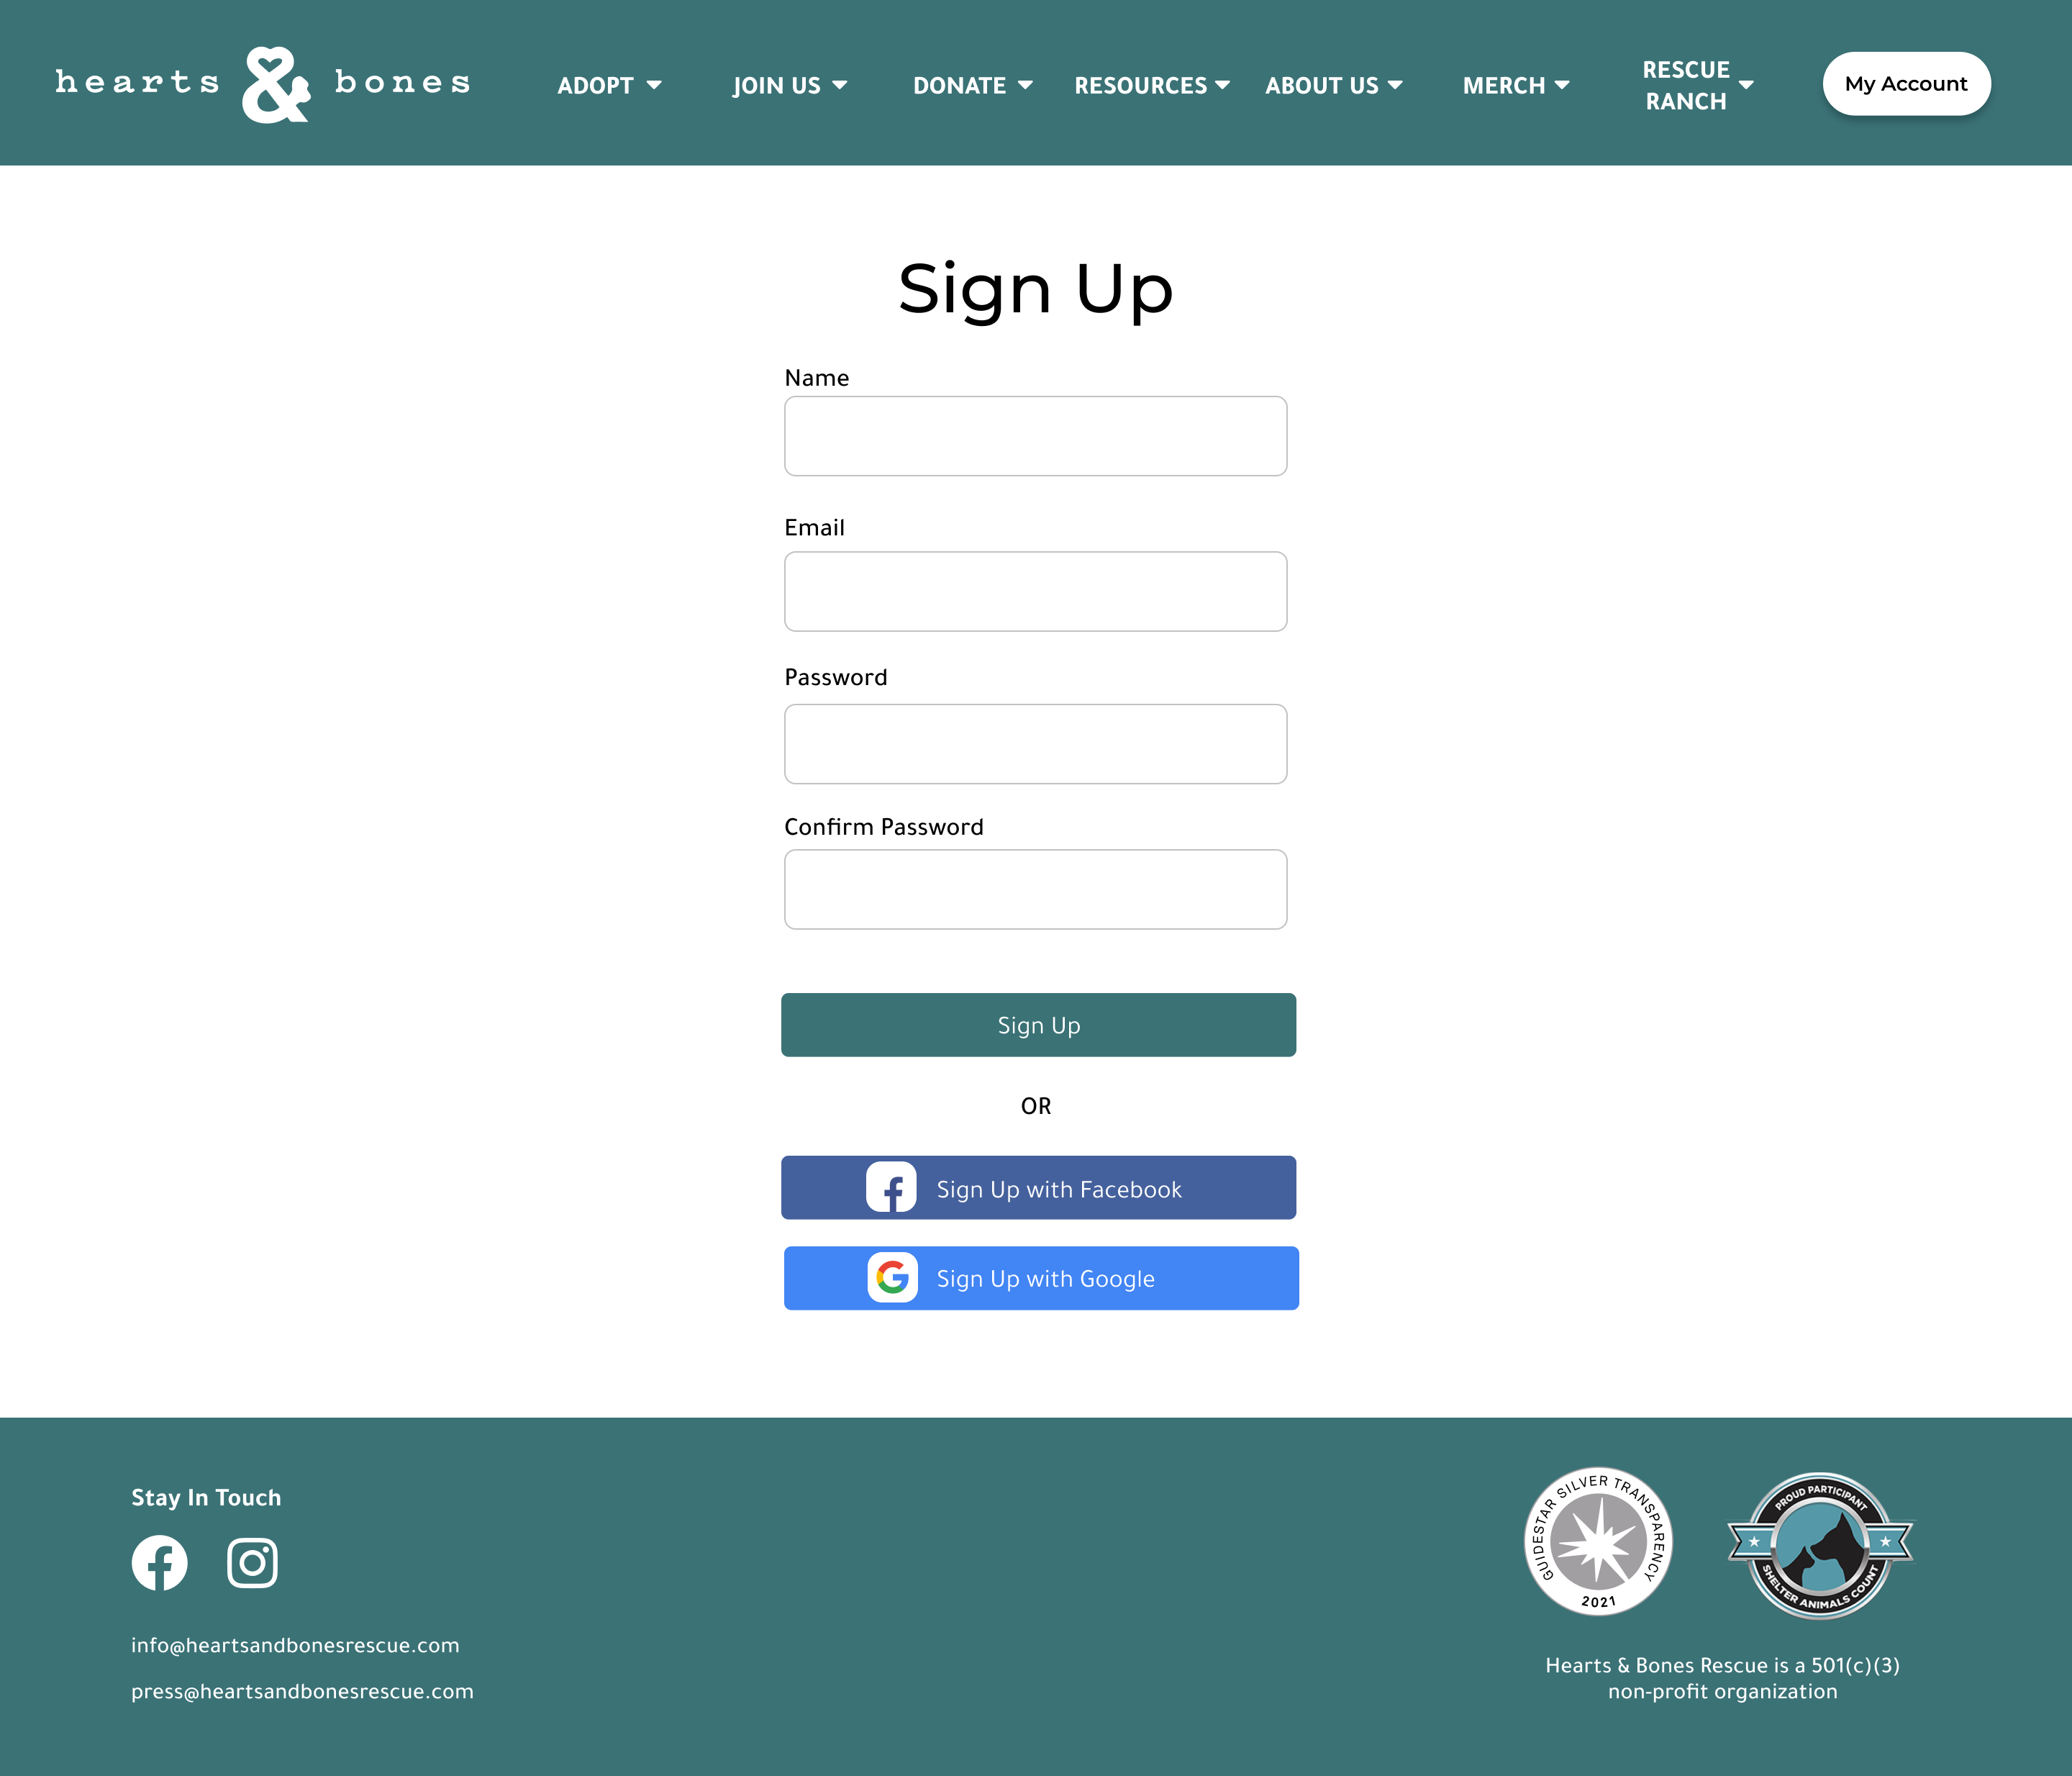 hearts & bones
ADOPT
JOIN US
DONATE
RESOURCES
ABOUT US
MERCH
RESCUE
RANCH
My Account
Sign Up
Name
Email
Password
Confirm Password
Sign Up
OR
Sign Up with Facebook
Sign Up with Google
Stay In Touch
info@heartsandbonesrescue.com
press@heartsandbonesrescue.com
GUIDESTAR SILVER TRANSPARENCY
2021
PROUD PARTICIPANT
SHELTER ANIMALS COUNT
Hearts & Bones Rescue is a 501(c)(3)
non-profit organization